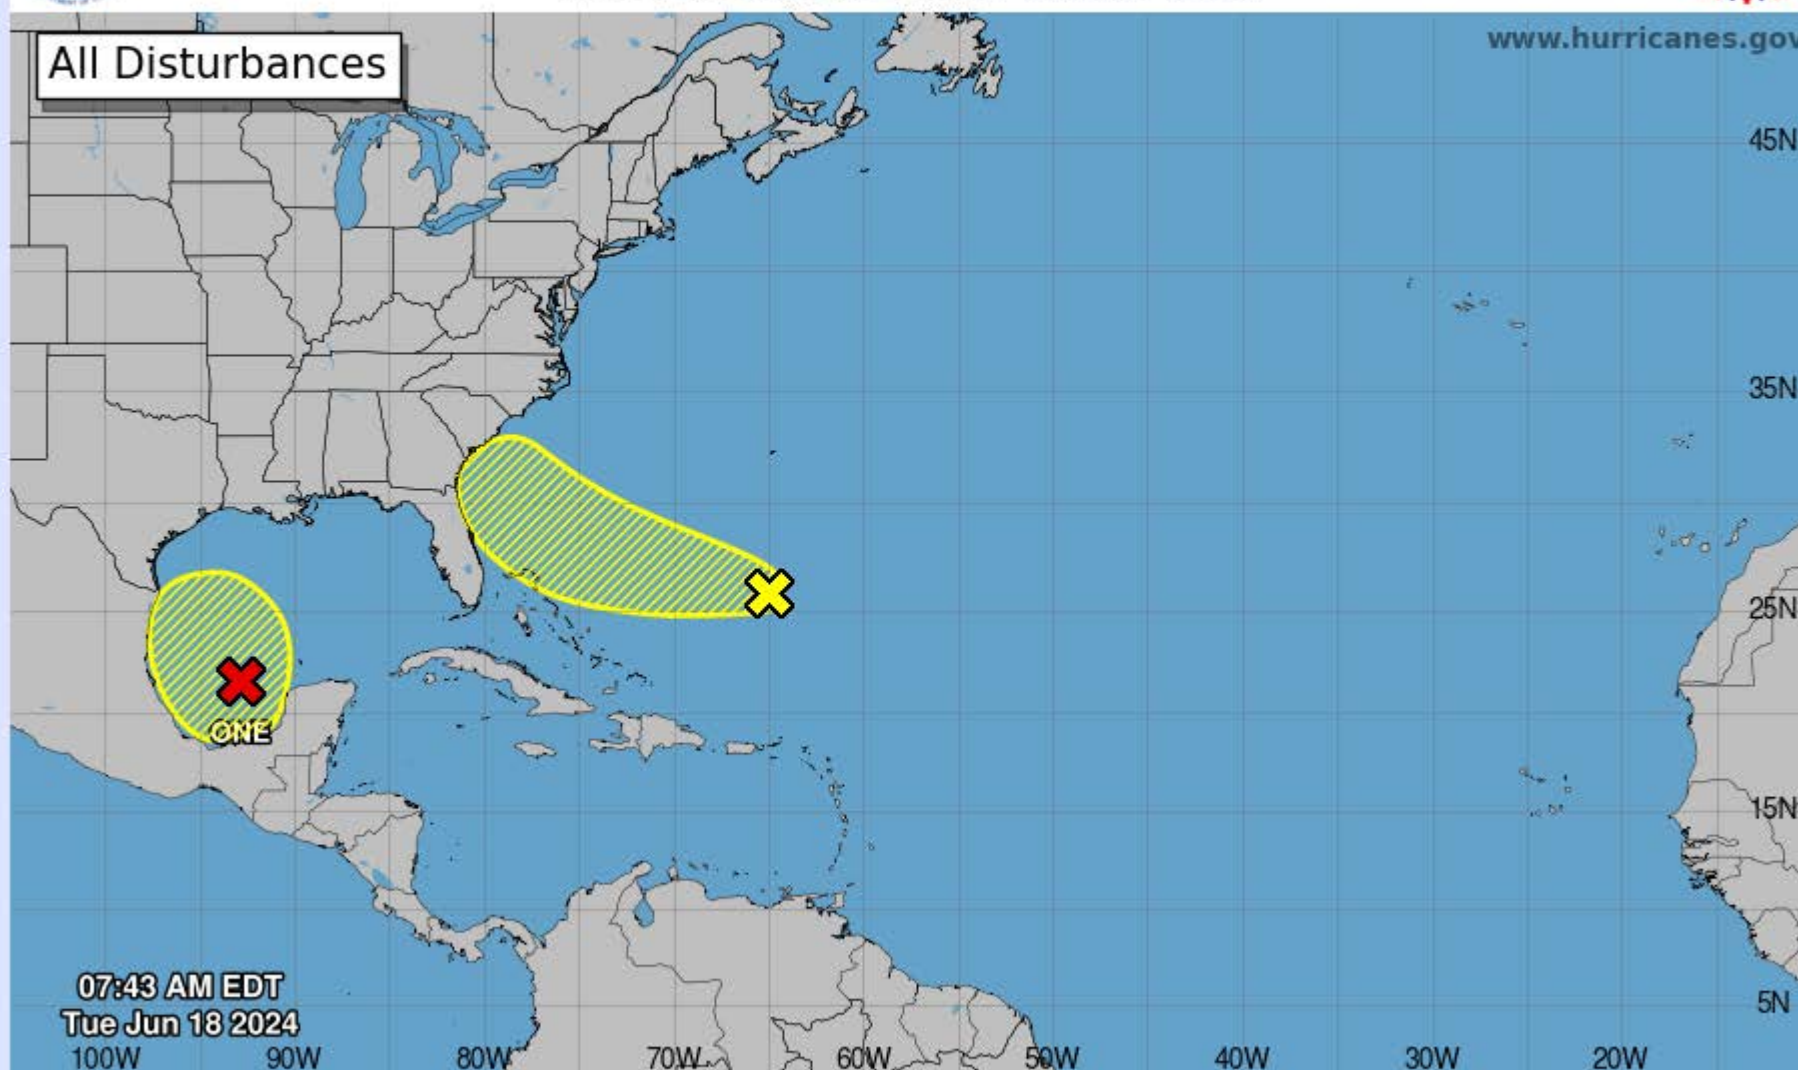 All Disturbances
www.hurricanes.gov
45N
35N
25N
ONE
15N
07:43 AM EDT
5N
Tue Jun 18 2024
100W 90W 80W 70W 60W 50W 40W 30W 20W